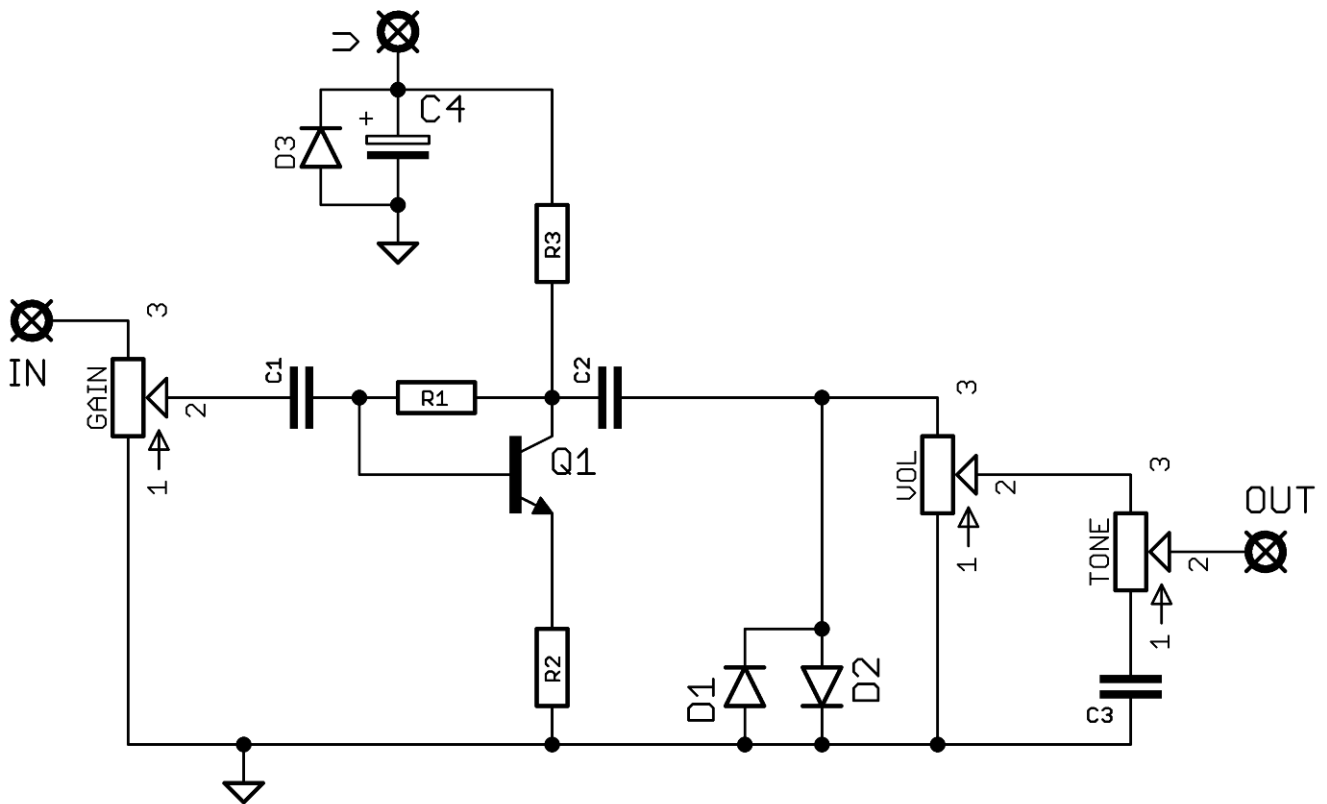 V
+
C4
D3
R3
IN
3
GAIN
2
1
C1
R1
C2
Q1
3
VOL
2
1
3
TONE
2
1
OUT
R2
D1
D2
C3